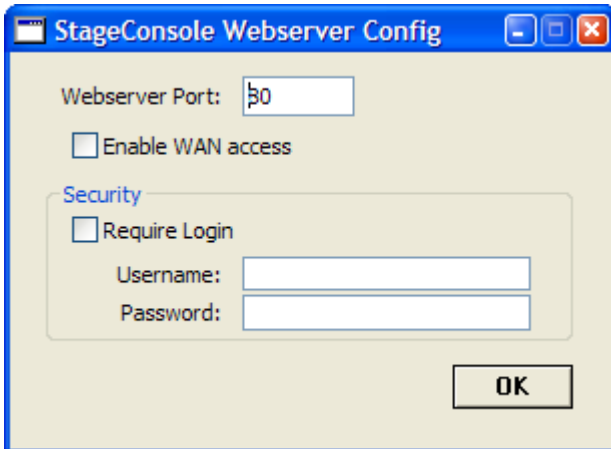 StageConsole Webserver Config
Webserver Port: 80
Enable WAN access
Security
Require Login
Username:
Password:
OK